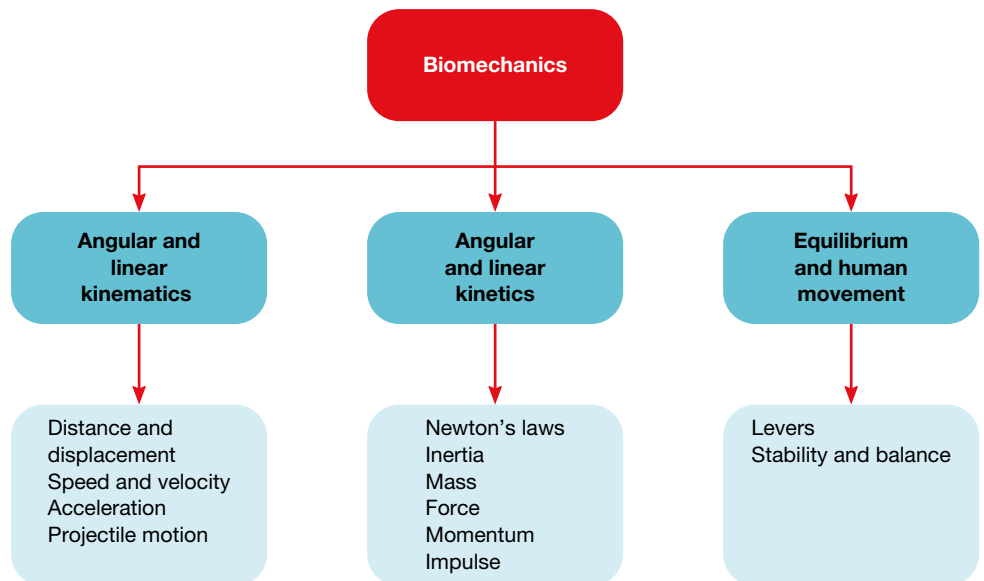 Biomechanics
Angular and
linear
kinematics
Angular
and linear
kinetics
Equilibrium
and human
movement
Distance and
displacement
Speed and velocity
Acceleration
Projectile motion
Newton’s laws
Inertia
Mass
Force
Momentum
Impulse
Levers
Stability and balance